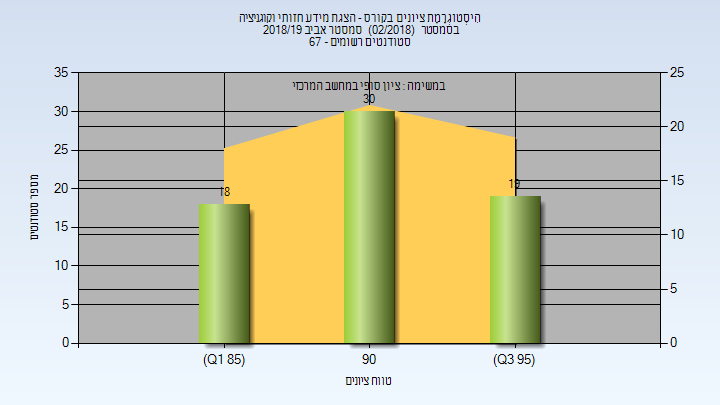 הִיסְטוֹגְרָמַת ציונים בקורס - הצגת מידע חזותי וקוגניציה
בסמסטר (02/2018) סמסטר אביב 2018/19
סטודנטים רשומים - 67
במשימה : ציון סופי במחשב המרכזי
35
30
25
20
15
10
5
0
25
20
15
10
5
0
18
30
19
מספר סטודנטים
(Q1 85)
90
(Q3 95)
טווח ציונים